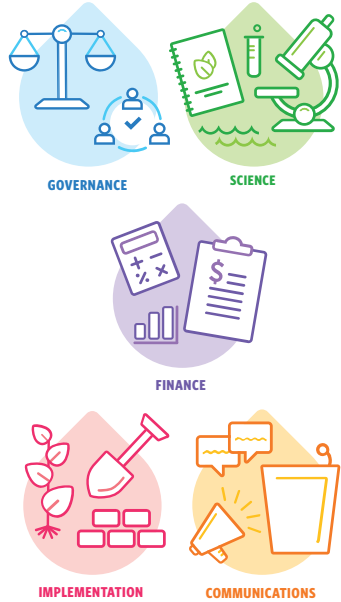 GOVERNANCE
SCIENCE
$
FINANCE
IMPLEMENTATION
COMMUNICATIONS